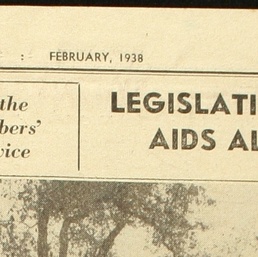 : FEBRUARY, 1938
the
bers'
vice
LEGISLATI
AIDS AL